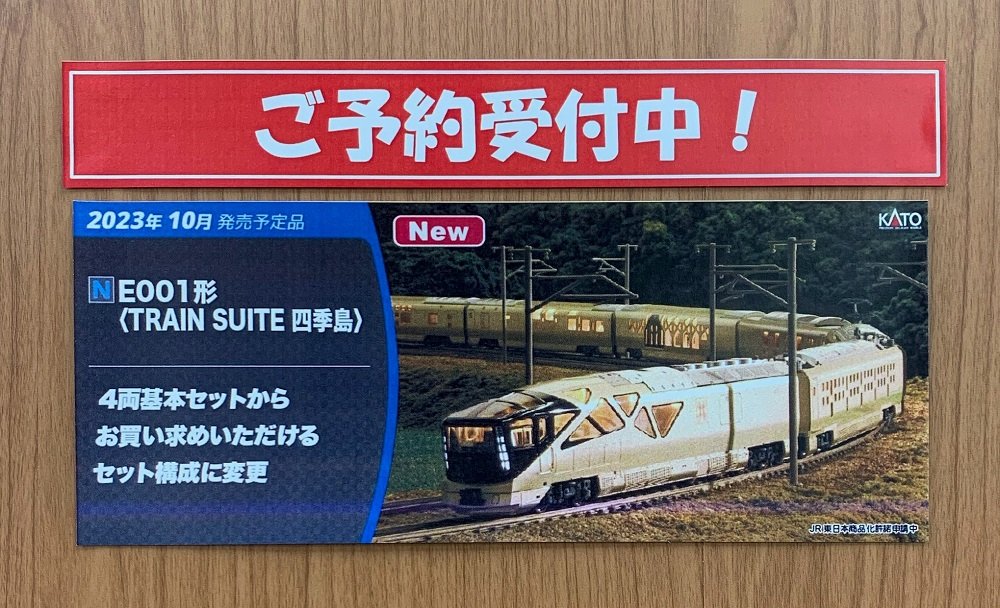 ご予約受付中！
2023年 10月 発売予定品
New
KATO
N E001形
〈TRAIN SUITE 四季島〉
4両基本セットから
お買い求めいただける
セット構成に変更
JR東日本商品化許諾申請中